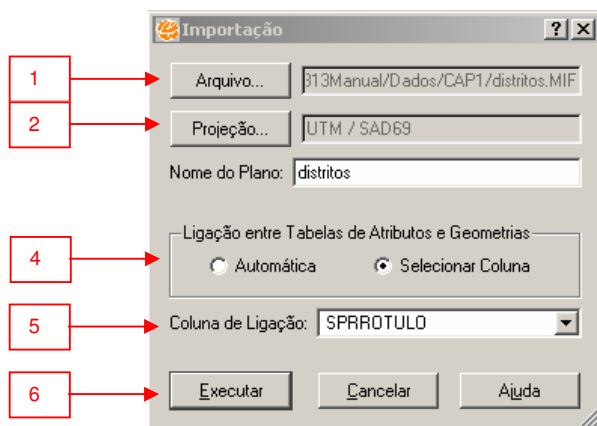 Importação
1 Arquivo... 313Manual/Dados/CAP1/distritos.MIF
2 Projeção... UTM / SAD69
Nome do Plano: distritos
Ligação entre Tabelas de Atributos e Geometrias
4 Automática Selecionar Coluna
5 Coluna de Ligação: SPRROTULO
6 Executar Cancelar Ajuda